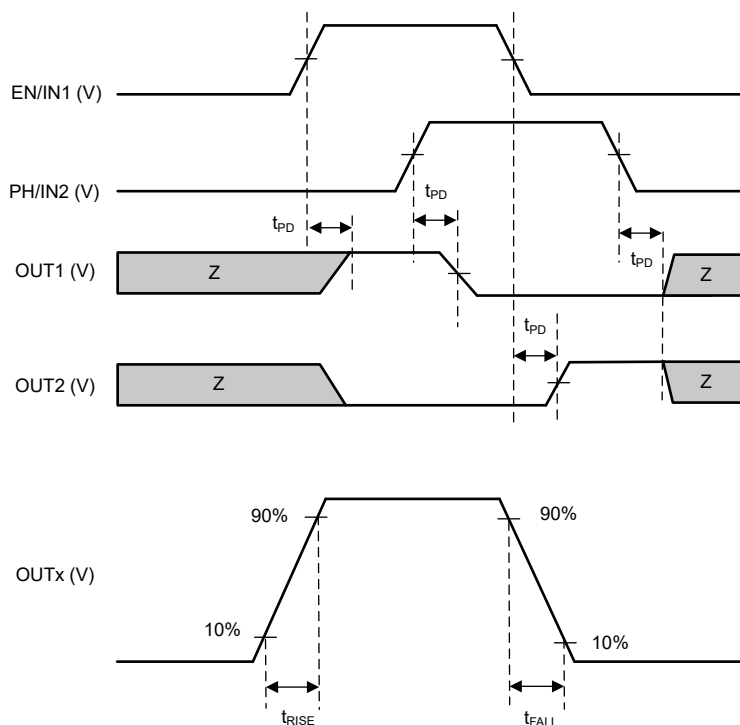 EN/IN1 (V)
PH/IN2 (V)
tPD
tPD
tPD
OUT1 (V)
Z
Z
tPD
OUT2 (V)
Z
Z
90%
90%
OUTx (V)
10%
10%
tRISE
tFALL